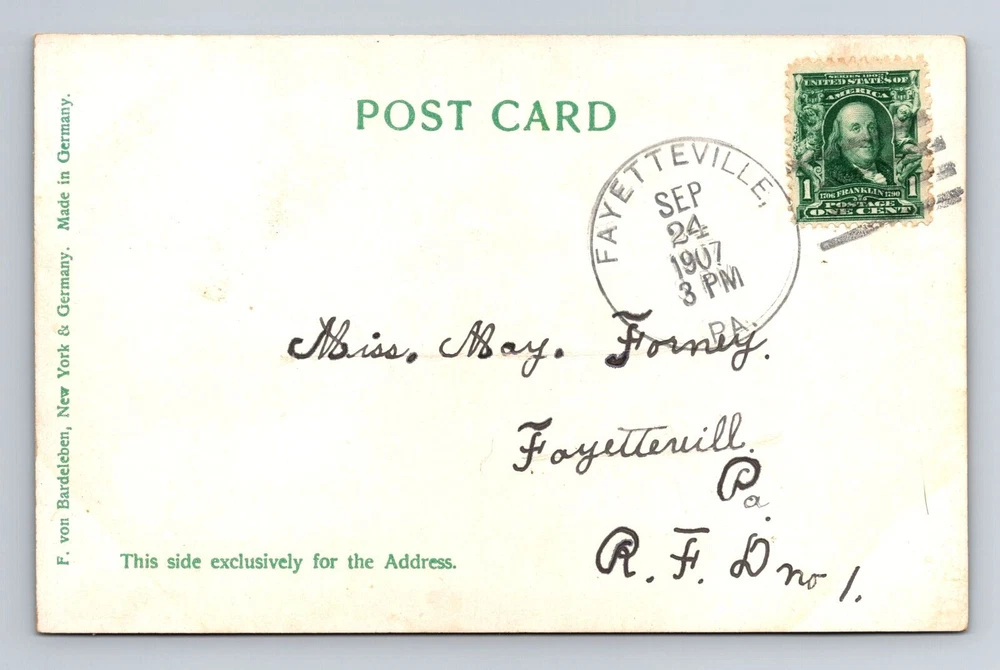 F. von Bardeleben, New York & Germany. Made in Germany.
POST CARD
SERIES 1902
UNITED STATES OF
AMERICA
1 1706 FRANKLIN 1790 1
POSTAGE
ONE CENT
FAYETTEVILLE,
SEP
24
1907
3 PM
PA.
Miss. May. Forney.
Fayettevill.
Pa.
R. F. D no 1.
This side exclusively for the Address.